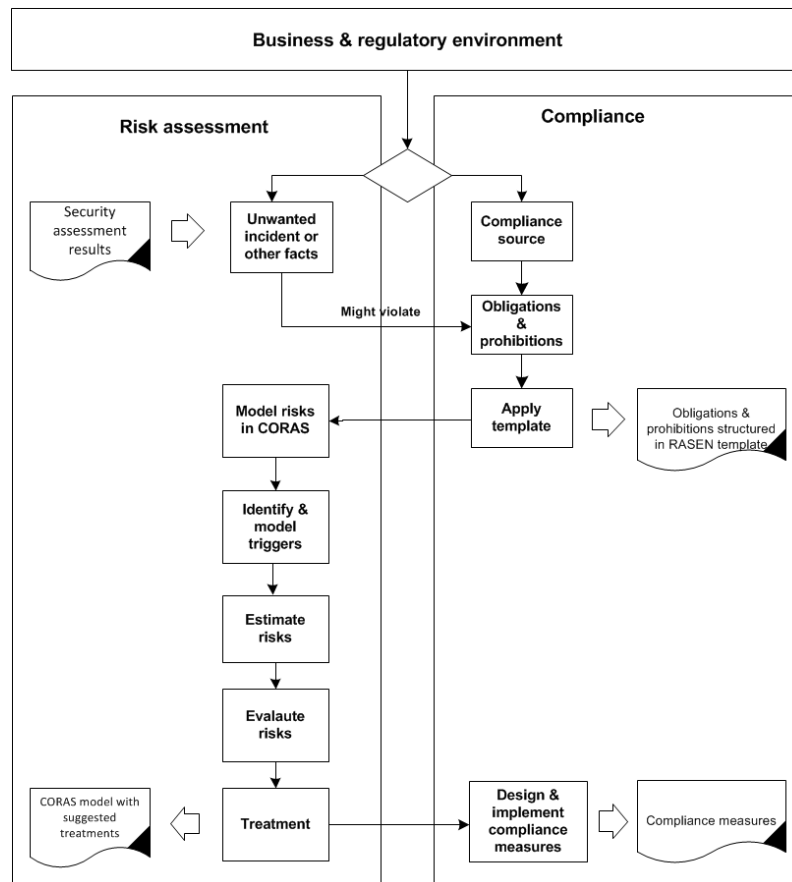 Business & regulatory environment
Risk assessment
Compliance
Security
assessment
results
Unwanted
incident or
other facts
Compliance
source
Might violate
Obligations
&
prohibitions
Model risks
in CORAS
Apply
template
Obligations &
prohibitions structured
in RASEN template
Identify &
model
triggers
Estimate
risks
Evalaute
risks
CORAS model with
suggested
treatments
Treatment
Design &
implement
compliance
measures
Compliance measures